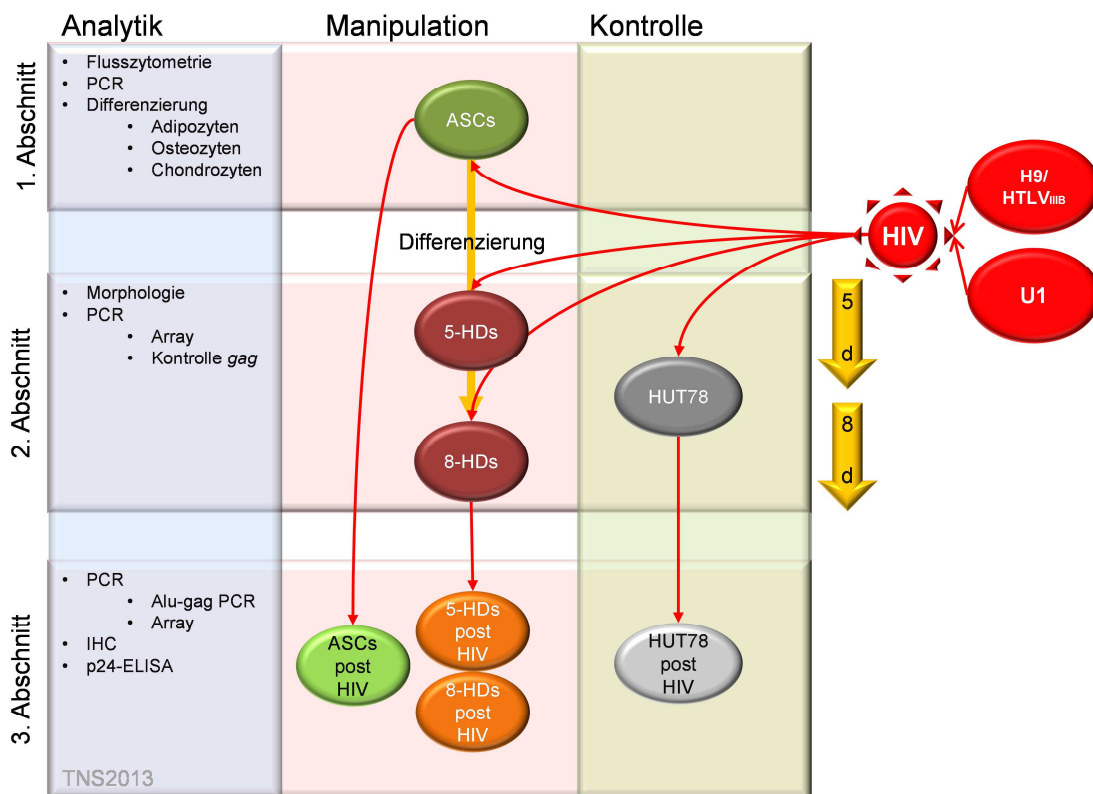 Analytik
Manipulation
Kontrolle
1. Abschnitt
• Flusszytometrie
• PCR
• Differenzierung
• Adipozyten
• Osteozyten
• Chondrozyten
ASCs
H9/
HTLVIIIB
HIV
U1
Differenzierung
2. Abschnitt
• Morphologie
• PCR
• Array
• Kontrolle gag
5-HDs
8-HDs
HUT78
5
d
8
d
3. Abschnitt
• PCR
• Alu-gag PCR
• Array
• IHC
• p24-ELISA
ASCs
post
HIV
5-HDs
post
HIV
8-HDs
post
HIV
HUT78
post
HIV
TNS2013